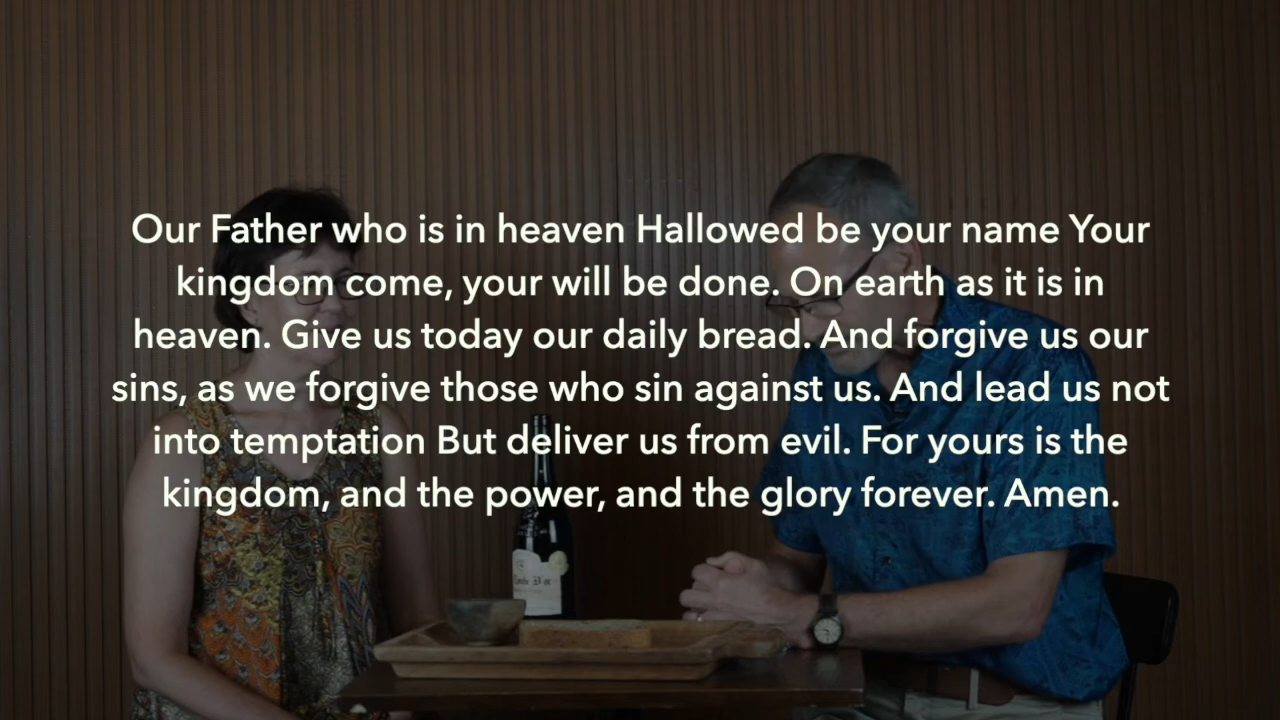 Our Father who is in heaven Hallowed be your name Your
kingdom come, your will be done. On earth as it is in
heaven. Give us today our daily bread. And forgive us our
sins, as we forgive those who sin against us. And lead us not
into temptation But deliver us from evil. For yours is the
kingdom, and the power, and the glory forever. Amen.